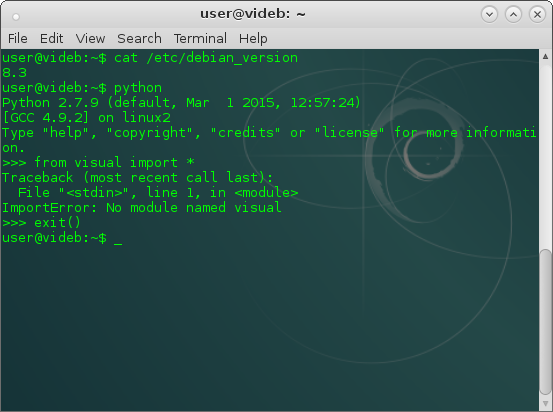 user@videb: ~
File Edit View Search Terminal Help
user@videb:~$ cat /etc/debian_version
8.3
user@videb:~$ python
Python 2.7.9 (default, Mar  1 2015, 12:57:24)
[GCC 4.9.2] on linux2
Type "help", "copyright", "credits" or "license" for more informati
on.
>>> from visual import *
Traceback (most recent call last):
  File "<stdin>", line 1, in <module>
ImportError: No module named visual
>>> exit()
user@videb:~$ _